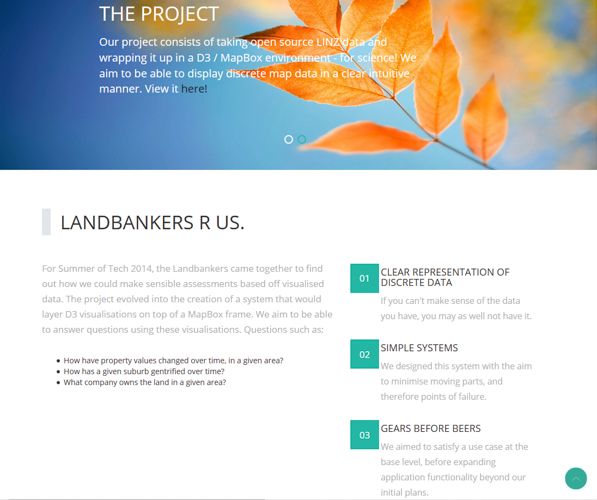 THE PROJECT
Our project consists of taking open source LINZ data and
wrapping it up in a D3 / MapBox environment - for science! We
aim to be able to display discrete map data in a clear intuitive
manner. View it here!
LANDBANKERS R US.
For Summer of Tech 2014, the Landbankers came together to find
out how we could make sensible assessments based off visualised
data. The project evolved into the creation of a system that would
layer D3 visualisations on top of a MapBox frame. We aim to be able
to answer questions using these visualisations. Questions such as:
How have property values changed over time, in a given area?
How has a given suburb gentrified over time?
What company owns the land in a given area?
01
CLEAR REPRESENTATION OF
DISCRETE DATA
If you can't make sense of the data
you have, you may as well not have it.
02
SIMPLE SYSTEMS
We designed this system with the aim
to minimise moving parts, and
therefore points of failure.
03
GEARS BEFORE BEERS
We aimed to satisfy a use case at the
base level, before expanding
application functionality beyond our
initial plans.